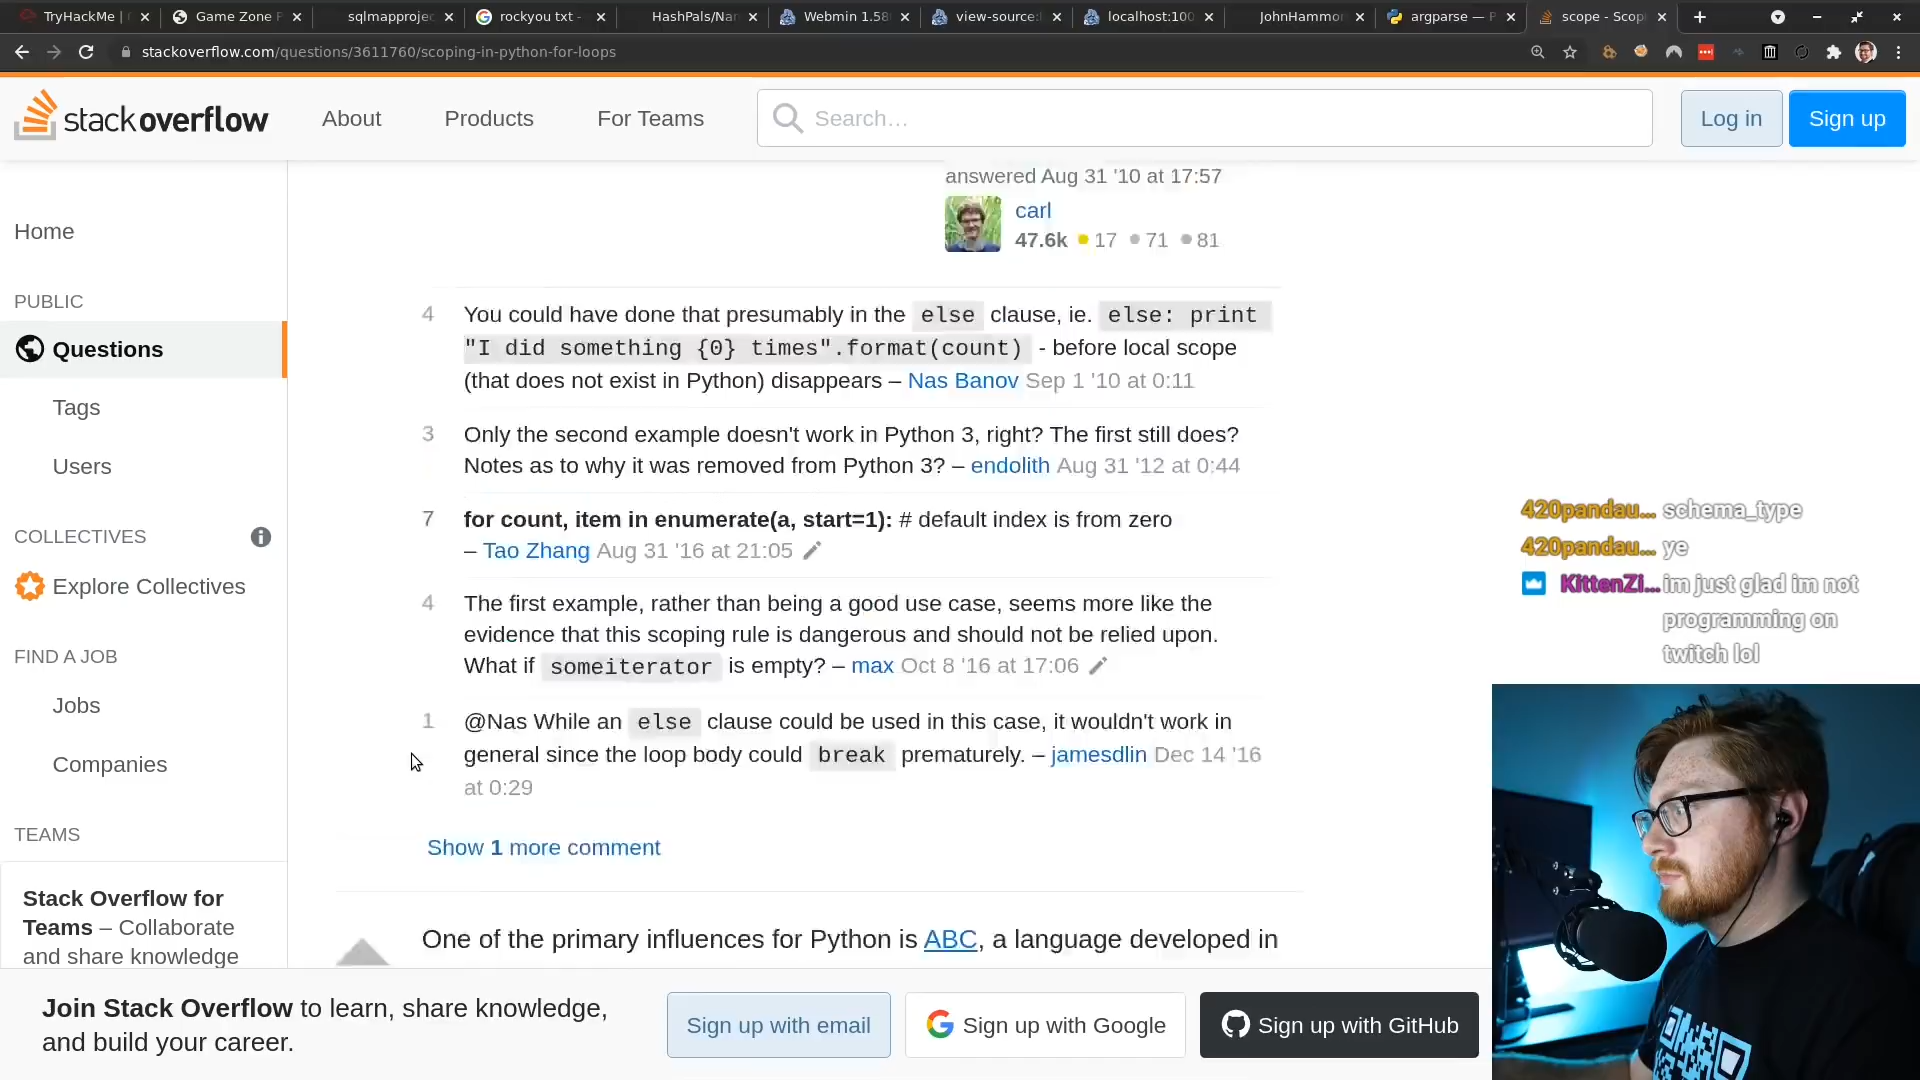 TryHackMe |
Game Zone P
sqlmapprojec
rockyou txt -
HashPals/Nam
Webmin 1.58
view-source:
localhost:100
JohnHammon
argparse — P
scope - Scop
stackoverflow.com/questions/3611760/scoping-in-python-for-loops
stackoverflow
About
Products
For Teams
Search…
Log in
Sign up
Home
PUBLIC
Questions
Tags
Users
COLLECTIVES
Explore Collectives
FIND A JOB
Jobs
Companies
TEAMS
Stack Overflow for
Teams – Collaborate
and share knowledge
answered Aug 31 '10 at 17:57
carl
47.6k 17 71 81
4 You could have done that presumably in the else clause, ie. else: print
"I did something {0} times".format(count) - before local scope
(that does not exist in Python) disappears – Nas Banov Sep 1 '10 at 0:11
3 Only the second example doesn't work in Python 3, right? The first still does?
Notes as to why it was removed from Python 3? – endolith Aug 31 '12 at 0:44
7 for count, item in enumerate(a, start=1): # default index is from zero
– Tao Zhang Aug 31 '16 at 21:05
4 The first example, rather than being a good use case, seems more like the
evidence that this scoping rule is dangerous and should not be relied upon.
What if someiterator is empty? – max Oct 8 '16 at 17:06
1 @Nas While an else clause could be used in this case, it wouldn't work in
general since the loop body could break prematurely. – jamesdlin Dec 14 '16
at 0:29
Show 1 more comment
One of the primary influences for Python is ABC, a language developed in
420pandau... schema_type
420pandau... ye
KittenZi... im just glad im not
programming on
twitch lol
Join Stack Overflow to learn, share knowledge,
and build your career.
Sign up with email
Sign up with Google
Sign up with GitHub